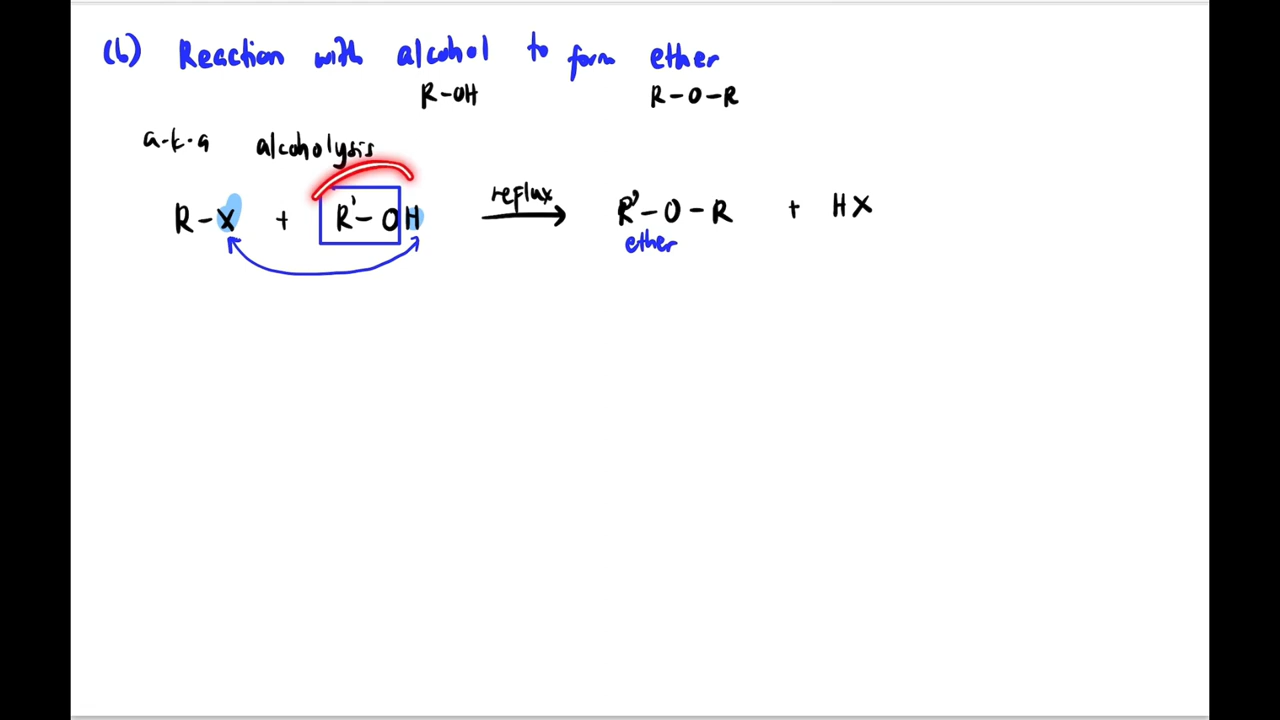 (b) Reaction with alcohol to form ether
R-OH R-O-R
a.k.a alcoholysis
R-X + R'-OH reflux R'-O-R + HX
ether